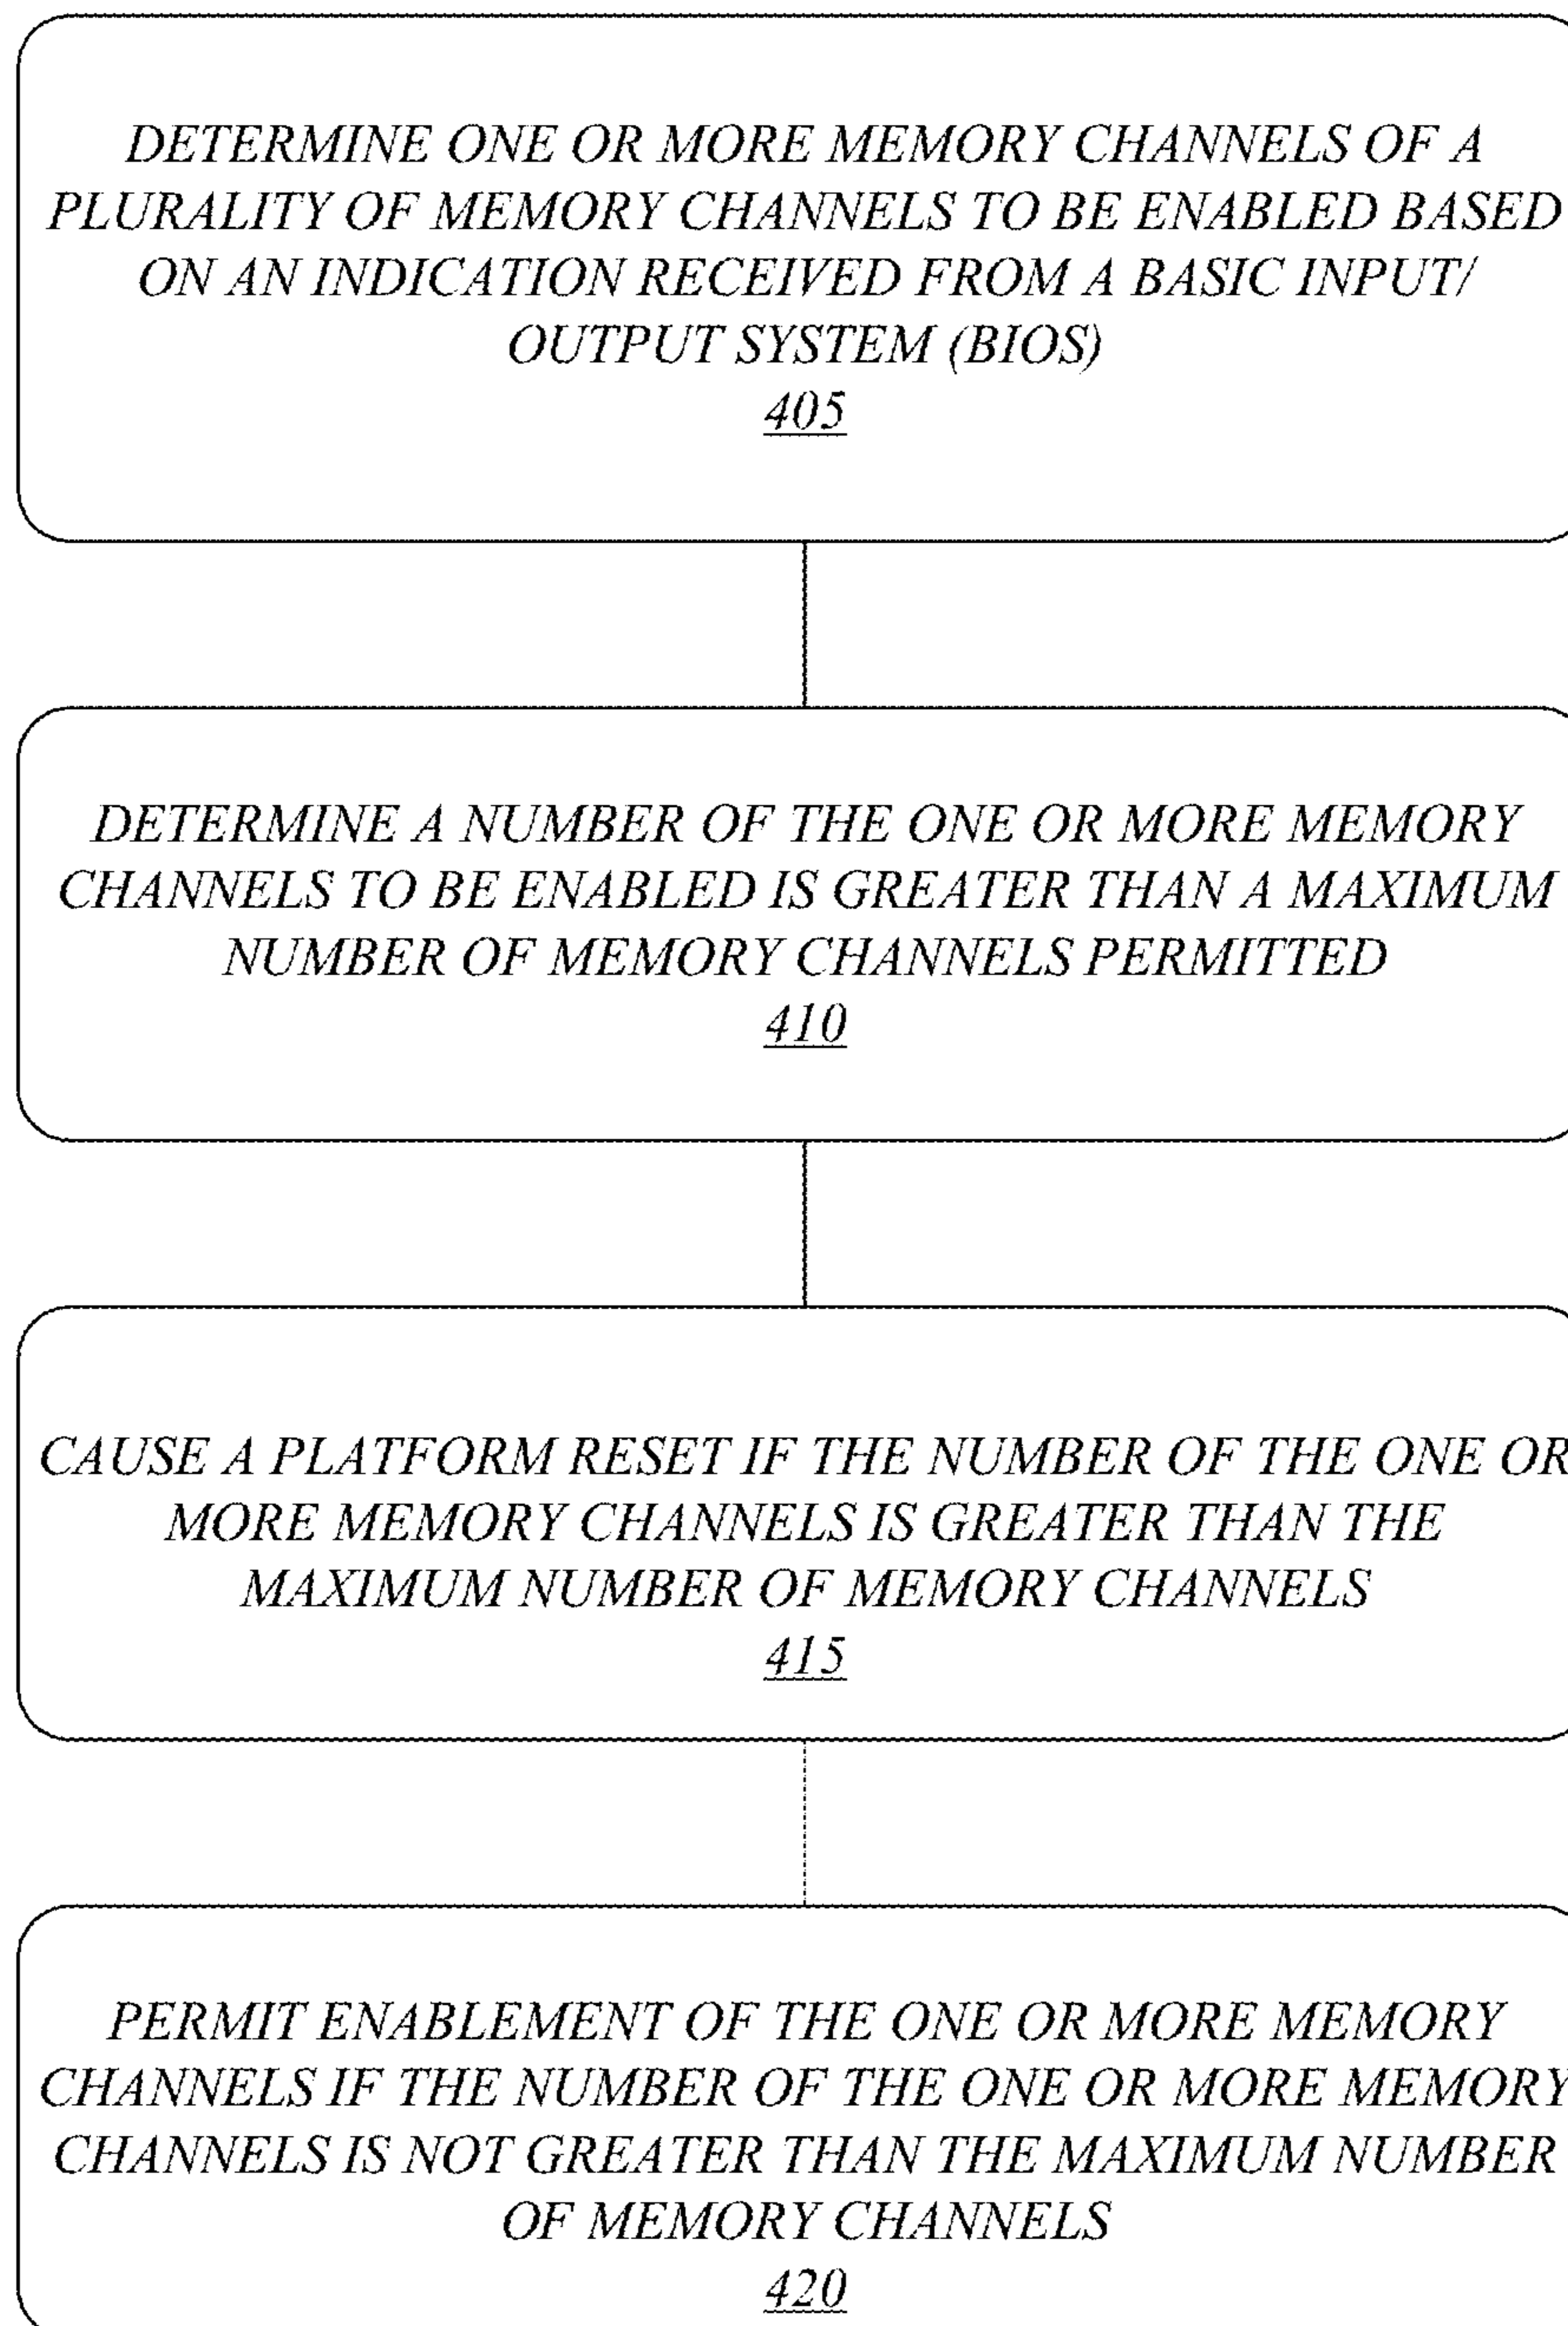 DETERMINE ONE OR MORE MEMORY CHANNELS OF A
PLURALITY OF MEMORY CHANNELS TO BE ENABLED BASED
ON AN INDICATION RECEIVED FROM A BASIC INPUT/
OUTPUT SYSTEM (BIOS)
405
DETERMINE A NUMBER OF THE ONE OR MORE MEMORY
CHANNELS TO BE ENABLED IS GREATER THAN A MAXIMUM
NUMBER OF MEMORY CHANNELS PERMITTED
410
CAUSE A PLATFORM RESET IF THE NUMBER OF THE ONE OR
MORE MEMORY CHANNELS IS GREATER THAN THE
MAXIMUM NUMBER OF MEMORY CHANNELS
415
PERMIT ENABLEMENT OF THE ONE OR MORE MEMORY
CHANNELS IF THE NUMBER OF THE ONE OR MORE MEMORY
CHANNELS IS NOT GREATER THAN THE MAXIMUM NUMBER
OF MEMORY CHANNELS
420